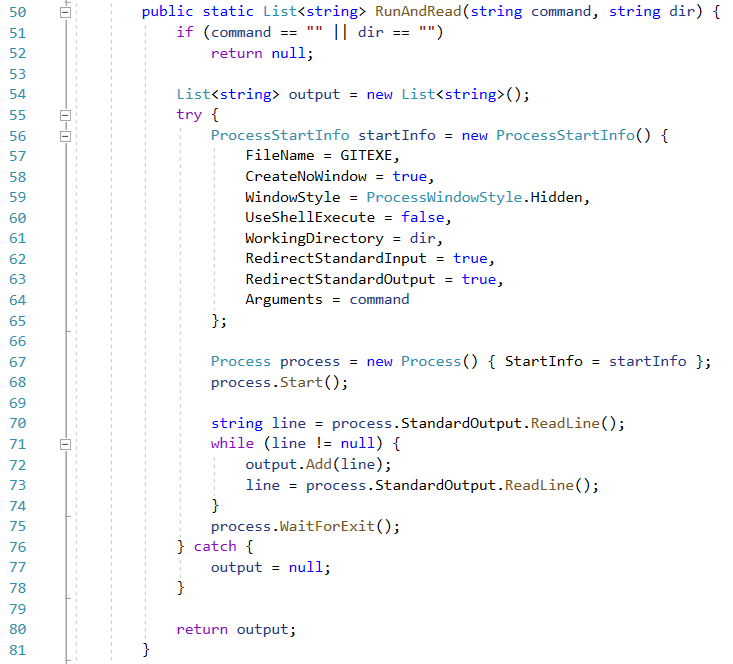 50 public static List<string> RunAndRead(string command, string dir) {
51 if (command == "" || dir == "")
52 return null;
53
54 List<string> output = new List<string>();
55 try {
56 ProcessStartInfo startInfo = new ProcessStartInfo() {
57 FileName = GITEXE,
58 CreateNoWindow = true,
59 WindowStyle = ProcessWindowStyle.Hidden,
60 UseShellExecute = false,
61 WorkingDirectory = dir,
62 RedirectStandardInput = true,
63 RedirectStandardOutput = true,
64 Arguments = command
65 };
66
67 Process process = new Process() { StartInfo = startInfo };
68 process.Start();
69
70 string line = process.StandardOutput.ReadLine();
71 while (line != null) {
72 output.Add(line);
73 line = process.StandardOutput.ReadLine();
74 }
75 process.WaitForExit();
76 } catch {
77 output = null;
78 }
79
80 return output;
81 }